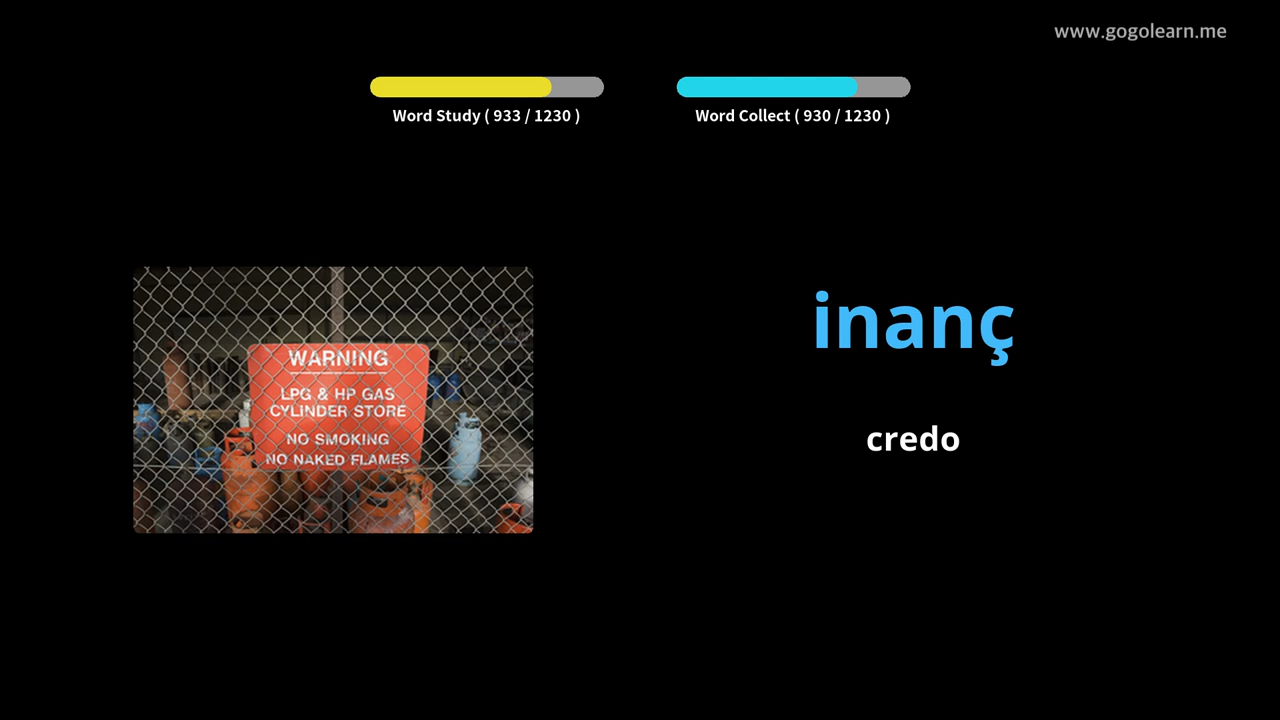 www.gogolearn.me
Word Study ( 933 / 1230 )
Word Collect ( 930 / 1230 )
WARNING
LPG & HP GAS
CYLINDER STORE
NO SMOKING
NO NAKED FLAMES
inanç
credo